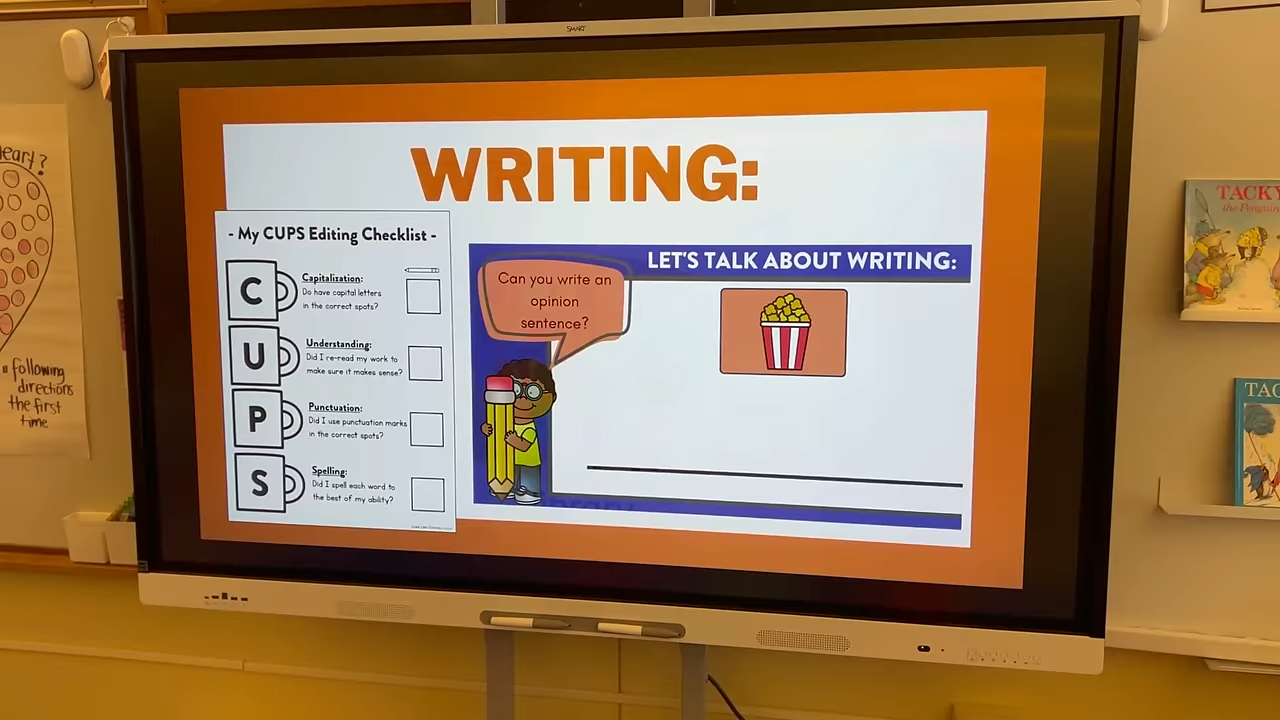 SMART
WRITING:
- My CUPS Editing Checklist -
C
Capitalization:
Do have capital letters
in the correct spots?
U
Understanding:
Did I re-read my work to
make sure it makes sense?
P
Punctuation:
Did I use punctuation marks
in the correct spots?
S
Spelling:
Did I spell each word to
the best of my ability?
LET'S TALK ABOUT WRITING:
Can you write an
opinion
sentence?
following
directions
the first
time
TACKY
the Penguin
TAC